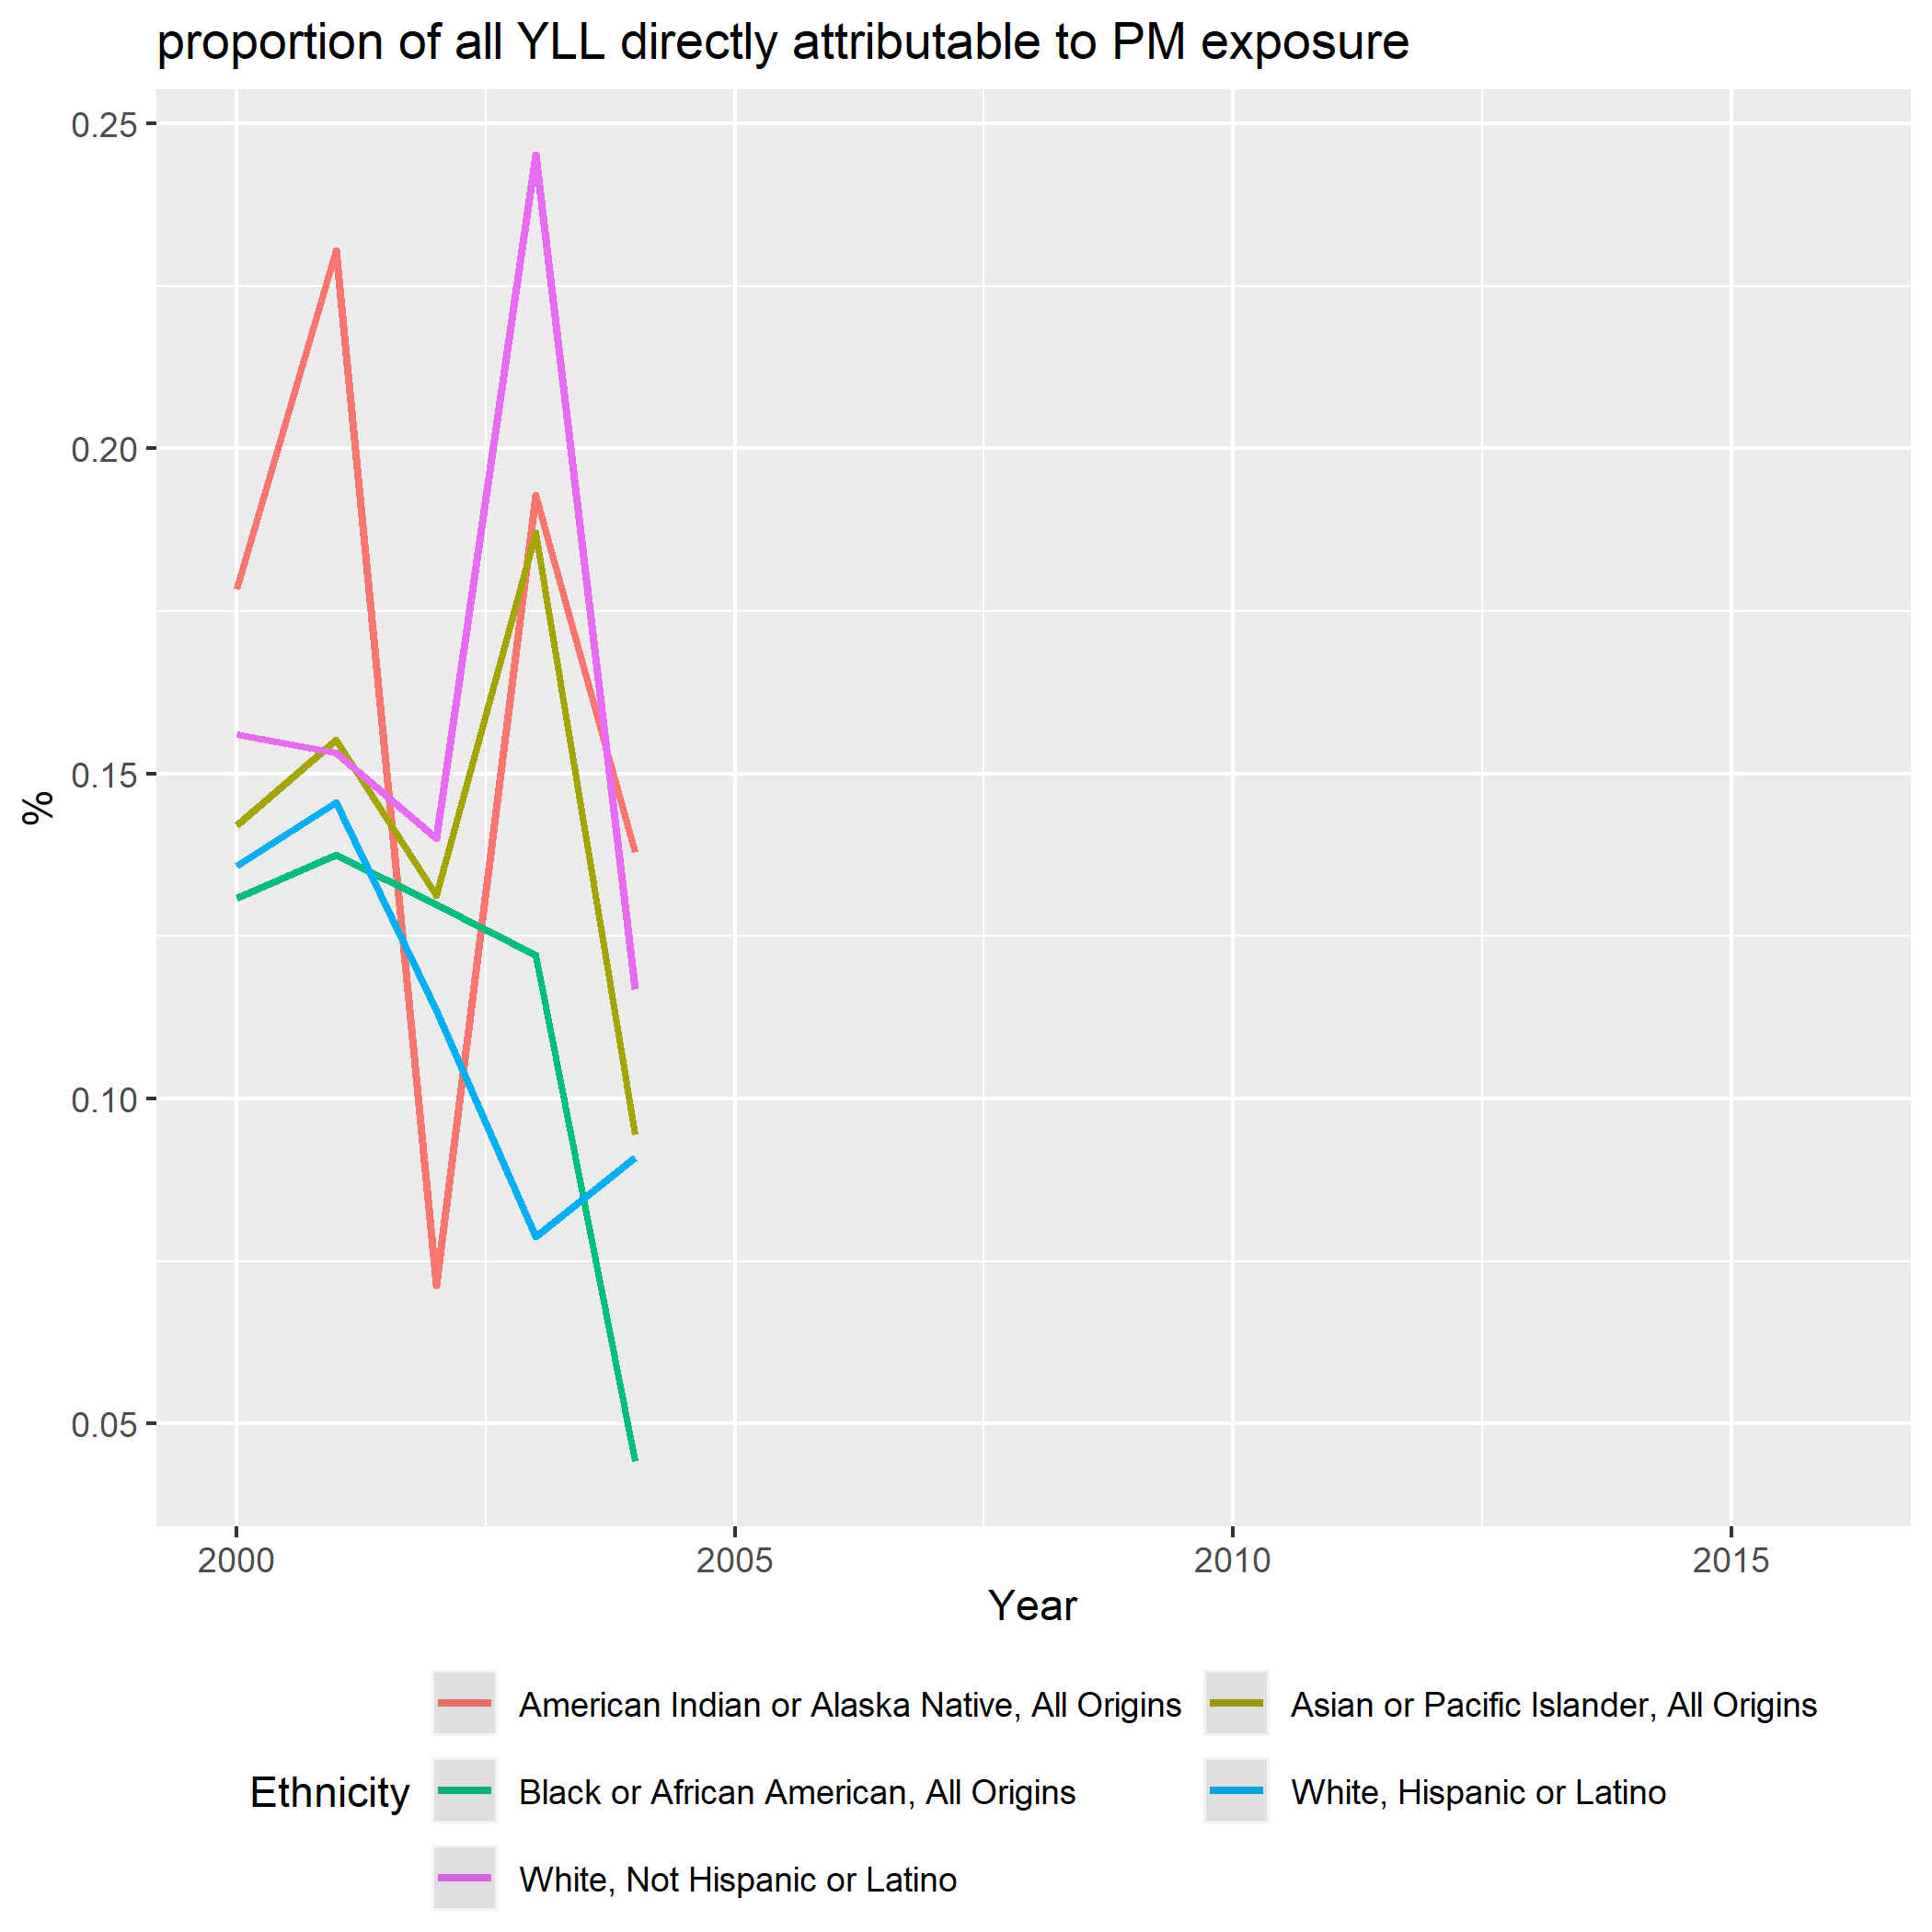 proportion of all YLL directly attributable to PM exposure
0.25
0.20
0.15
0.10
0.05
%
2000 2005 2010 2015
Year
Ethnicity
American Indian or Alaska Native, All Origins
Asian or Pacific Islander, All Origins
Black or African American, All Origins
White, Hispanic or Latino
White, Not Hispanic or Latino